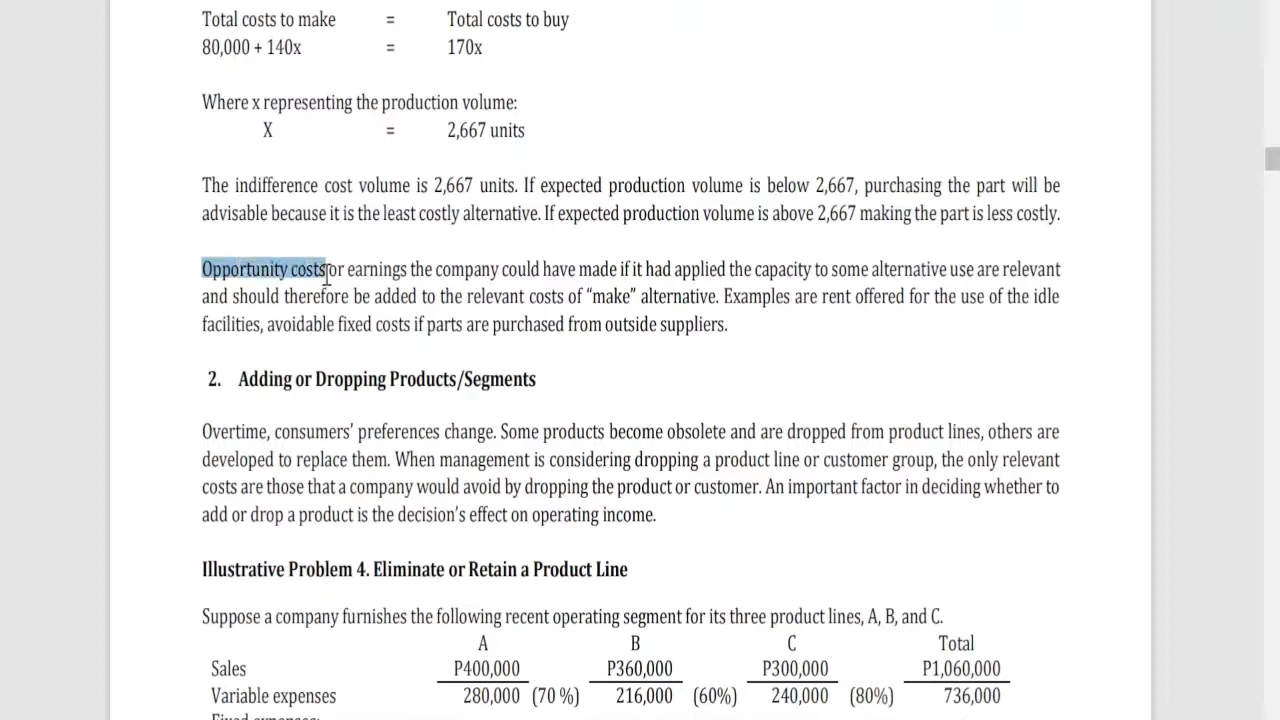 Total costs to make = Total costs to buy
80,000 + 140x = 170x
Where x representing the production volume:
X = 2,667 units
The indifference cost volume is 2,667 units. If expected production volume is below 2,667, purchasing the part will be
advisable because it is the least costly alternative. If expected production volume is above 2,667 making the part is less costly.
Opportunity costs or earnings the company could have made if it had applied the capacity to some alternative use are relevant
and should therefore be added to the relevant costs of “make” alternative. Examples are rent offered for the use of the idle
facilities, avoidable fixed costs if parts are purchased from outside suppliers.
2. Adding or Dropping Products/Segments
Overtime, consumers’ preferences change. Some products become obsolete and are dropped from product lines, others are
developed to replace them. When management is considering dropping a product line or customer group, the only relevant
costs are those that a company would avoid by dropping the product or customer. An important factor in deciding whether to
add or drop a product is the decision’s effect on operating income.
Illustrative Problem 4. Eliminate or Retain a Product Line
Suppose a company furnishes the following recent operating segment for its three product lines, A, B, and C.
A B C Total
Sales P400,000 P360,000 P300,000 P1,060,000
Variable expenses 280,000 (70 %) 216,000 (60%) 240,000 (80%) 736,000